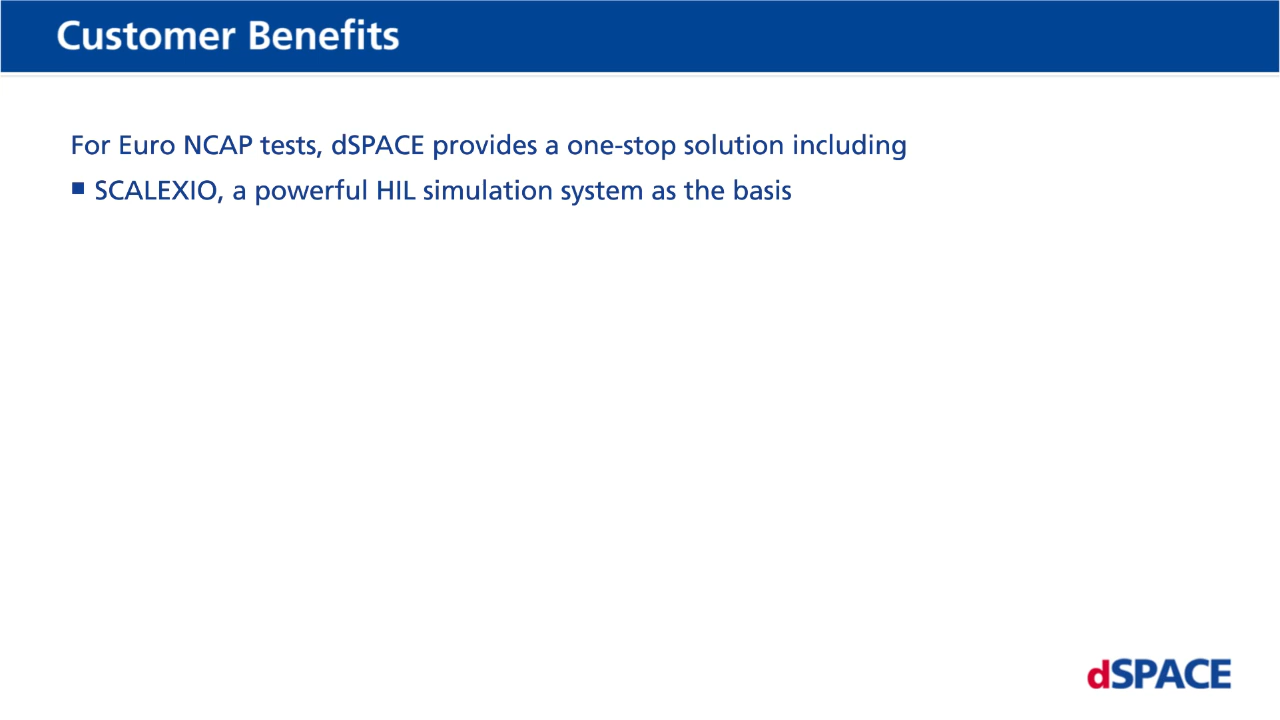 Customer Benefits
For Euro NCAP tests, dSPACE provides a one-stop solution including
■ SCALEXIO, a powerful HIL simulation system as the basis
dSPACE